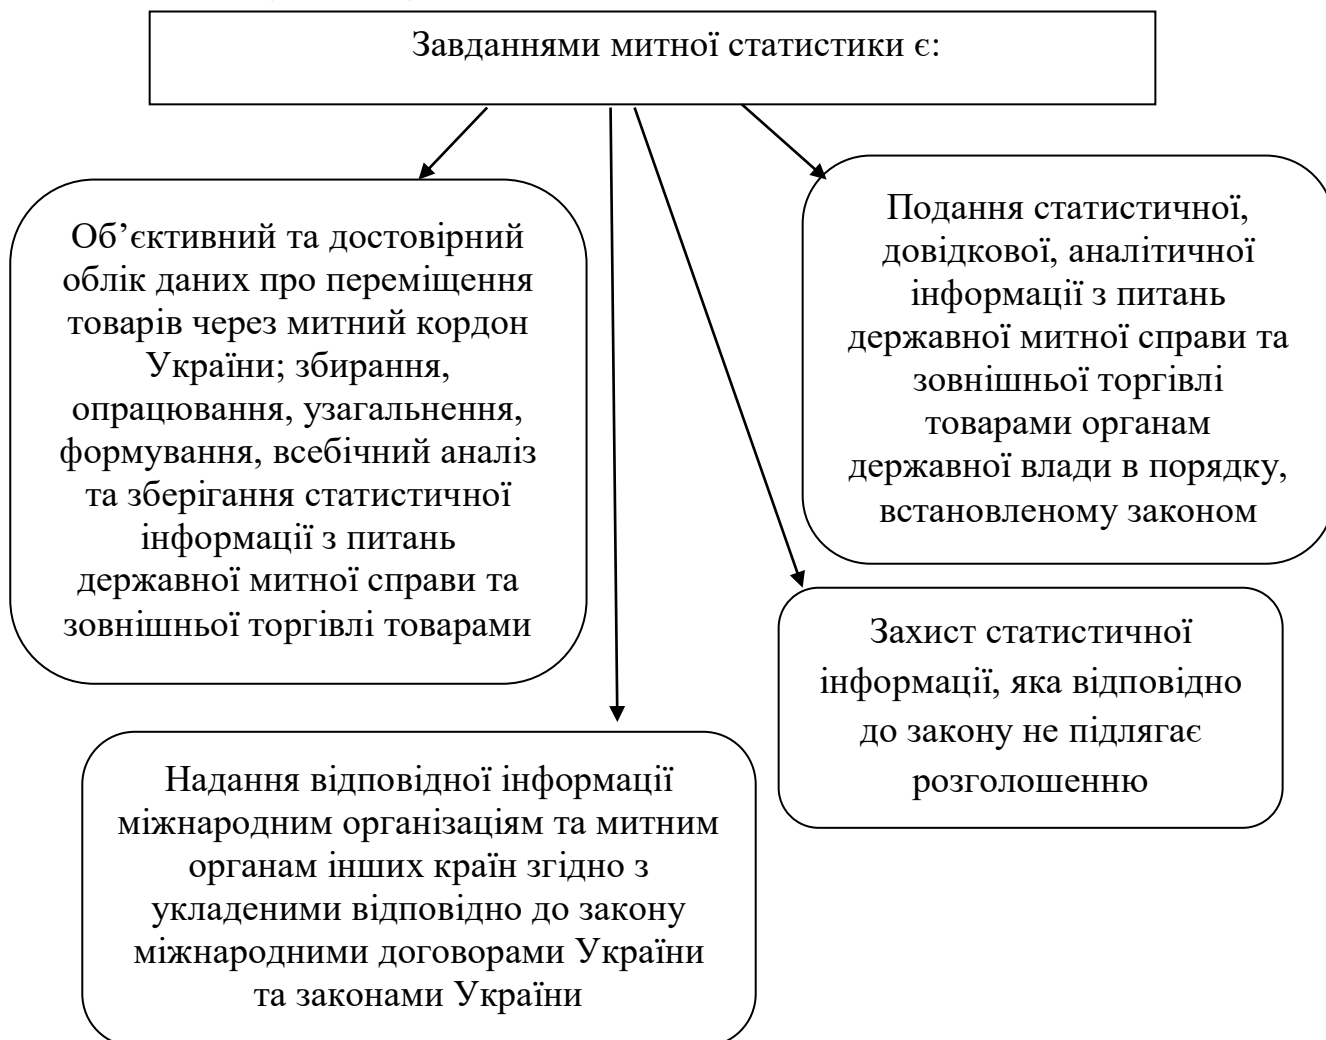 Завданнями митної статистики є:
Об’єктивний та достовірний
облік даних про переміщення
товарів через митний кордон
України; збирання,
опрацювання, узагальнення,
формування, всебічний аналіз
та зберігання статистичної
інформації з питань
державної митної справи та
зовнішньої торгівлі товарами
Подання статистичної,
довідкової, аналітичної
інформації з питань
державної митної справи та
зовнішньої торгівлі
товарами органам
державної влади в порядку,
встановленому законом
Захист статистичної
інформації, яка відповідно
до закону не підлягає
розголошенню
Надання відповідної інформації
міжнародним організаціям та митним
органам інших країн згідно з
укладеними відповідно до закону
міжнародними договорами України
та законами України